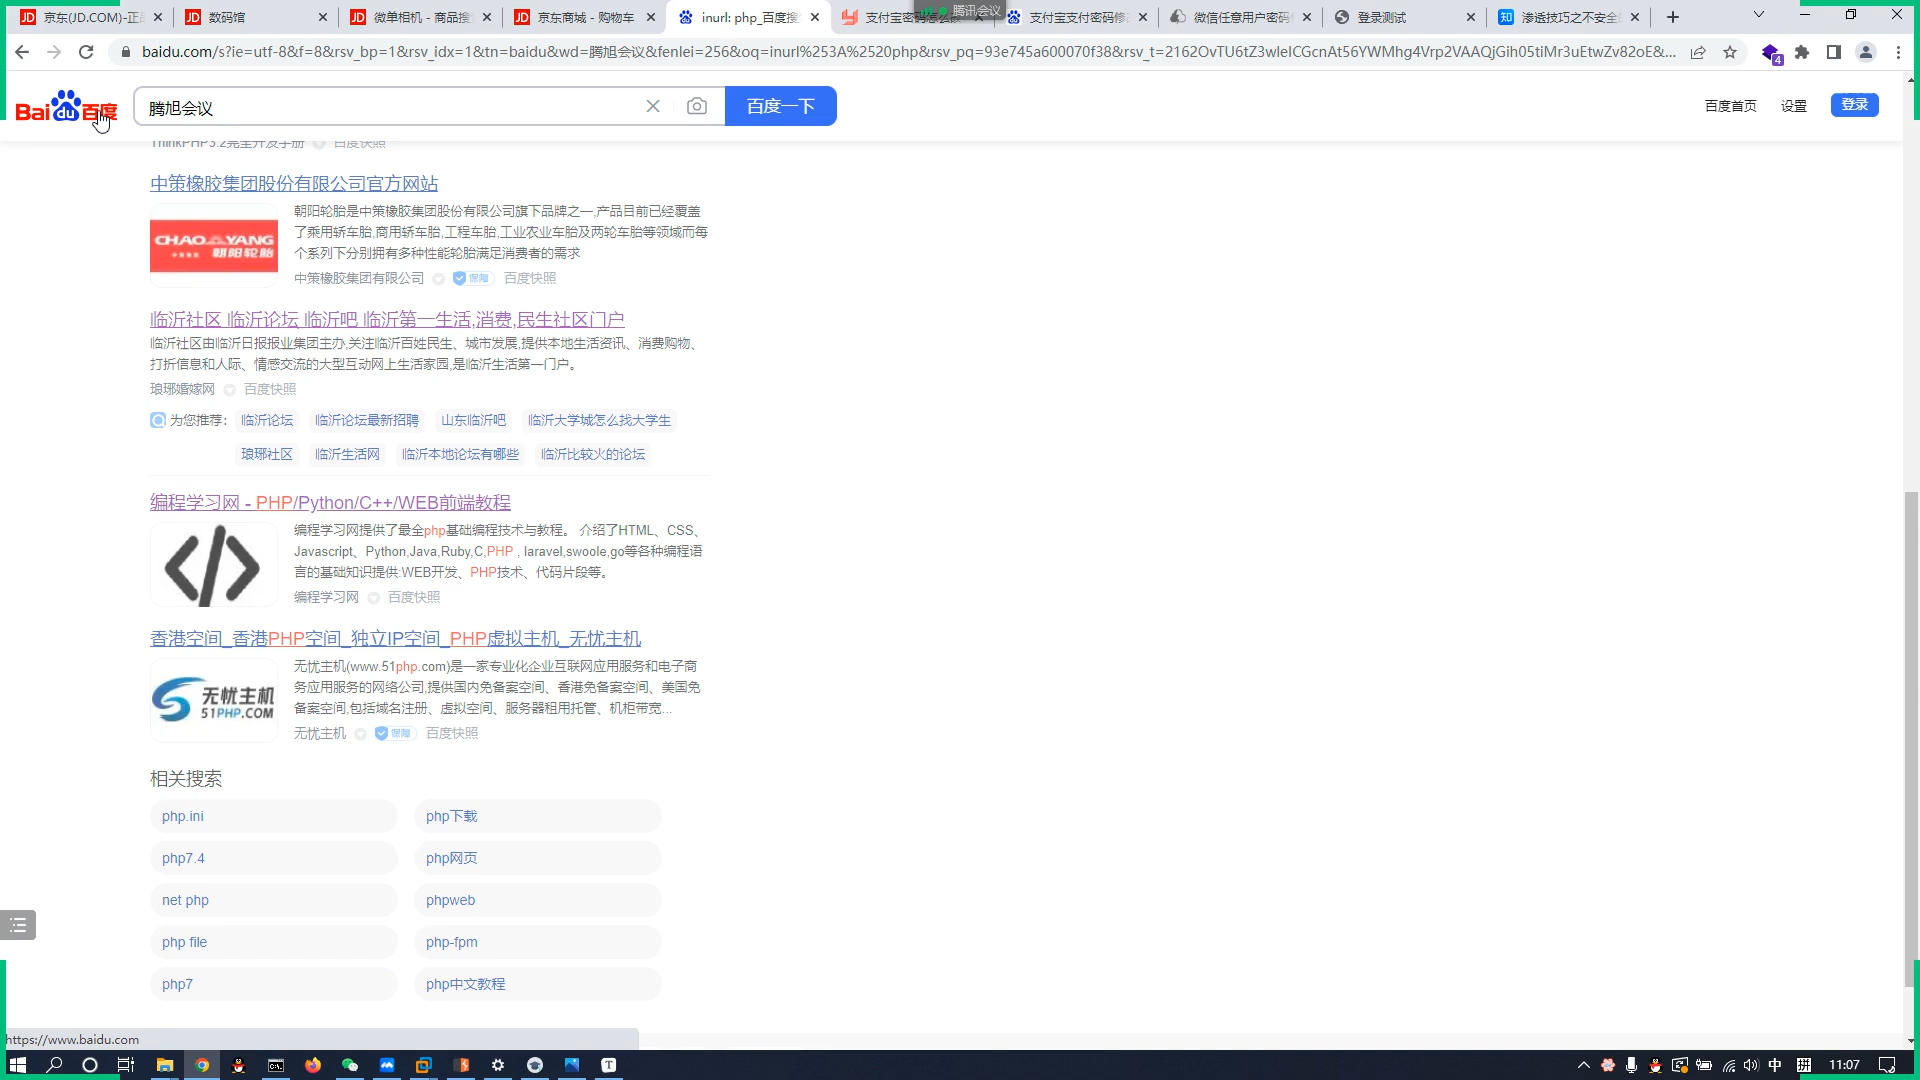 京东(JD.COM)-正品
数码馆
微单相机 - 商品搜
京东商城 - 购物车
inurl: php_百度搜
支付宝密码怎么
腾讯会议
支付宝支付密码修
微信任意用户密码
登录测试
渗透技巧之不安全
baidu.com/s?ie=utf-8&f=8&rsv_bp=1&rsv_idx=1&tn=baidu&wd=腾旭会议&fenlei=256&oq=inurl%253A%2520php&rsv_pq=93e745a600070f38&rsv_t=2162OvTU6tZ3wleICGcnAt56YWMhg4Vrp2VAAQjGih05tiMr3uEtwZv82oE&...
4
Bai du 百度
腾旭会议
百度一下
百度首页
设置
登录
ThinkPHP3.2完全开发手册 百度快照
中策橡胶集团股份有限公司官方网站
CHAOYANG
朝阳轮胎
朝阳轮胎是中策橡胶集团股份有限公司旗下品牌之一,产品目前已经覆盖
了乘用轿车胎,商用轿车胎,工程车胎,工业农业车胎及两轮车胎等领域而每
个系列下分别拥有多种性能轮胎满足消费者的需求
中策橡胶集团有限公司 保障 百度快照
临沂社区 临沂论坛 临沂吧 临沂第一生活,消费,民生社区门户
临沂社区由临沂日报报业集团主办,关注临沂百姓民生、城市发展,提供本地生活资讯、消费购物、
打折信息和人际、情感交流的大型互动网上生活家园,是临沂生活第一门户。
琅琊婚嫁网 百度快照
为您推荐: 临沂论坛 临沂论坛最新招聘 山东临沂吧 临沂大学城怎么找大学生
琅琊社区 临沂生活网 临沂本地论坛有哪些 临沂比较火的论坛
编程学习网 - PHP/Python/C++/WEB前端教程
编程学习网提供了最全php基础编程技术与教程。 介绍了HTML、CSS、
Javascript、Python,Java,Ruby,C,PHP , laravel,swoole,go等各种编程语
言的基础知识提供:WEB开发、PHP技术、代码片段等。
编程学习网 百度快照
香港空间_香港PHP空间_独立IP空间_PHP虚拟主机_无忧主机
无忧主机
51PHP.COM
无忧主机(www.51php.com)是一家专业化企业互联网应用服务和电子商
务应用服务的网络公司,提供国内免备案空间、香港免备案空间、美国免
备案空间,包括域名注册、虚拟空间、服务器租用托管、机柜带宽...
无忧主机 保障 百度快照
相关搜索
php.ini
php下载
php7.4
php网页
net php
phpweb
php file
php-fpm
php7
php中文教程
https://www.baidu.com
中
拼
11:07